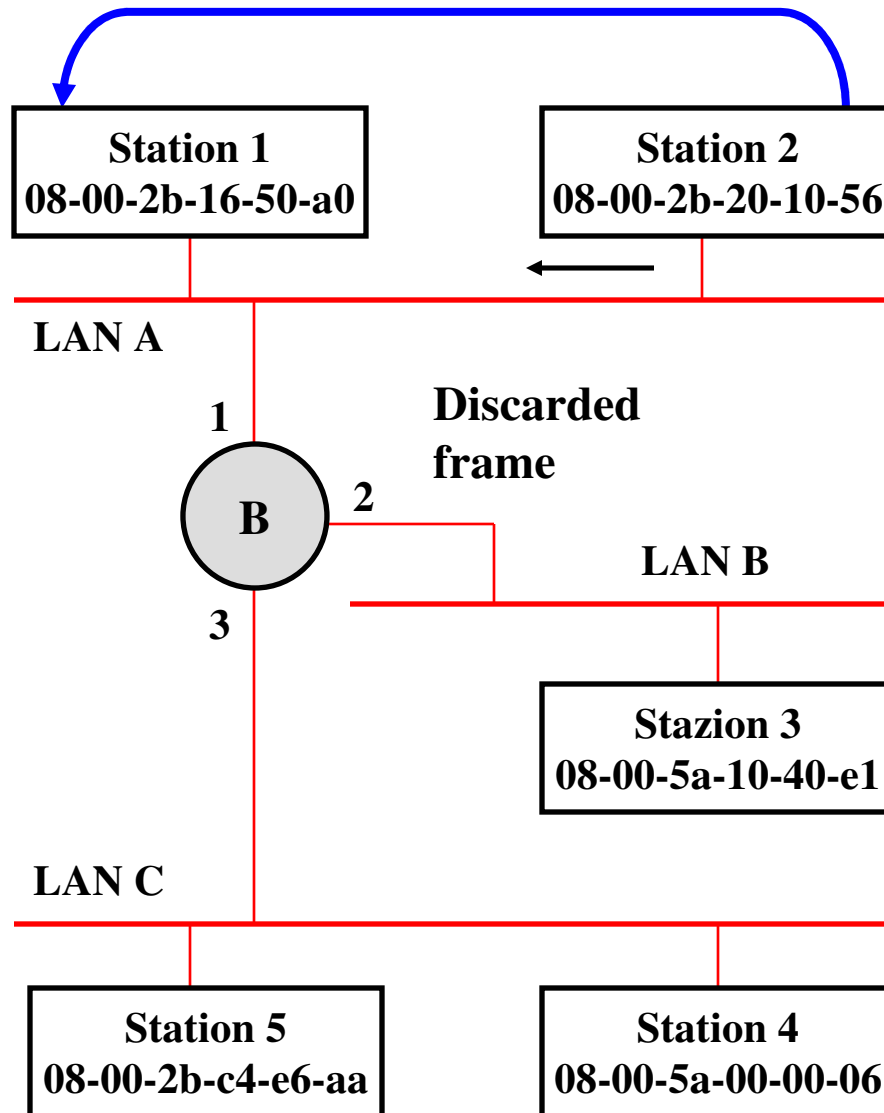 Station 1
08-00-2b-16-50-a0
Station 2
08-00-2b-20-10-56
LAN A
1
Discarded
frame
B
2
LAN B
3
Stazion 3
08-00-5a-10-40-e1
LAN C
Station 5
08-00-2b-c4-e6-aa
Station 4
08-00-5a-00-00-06